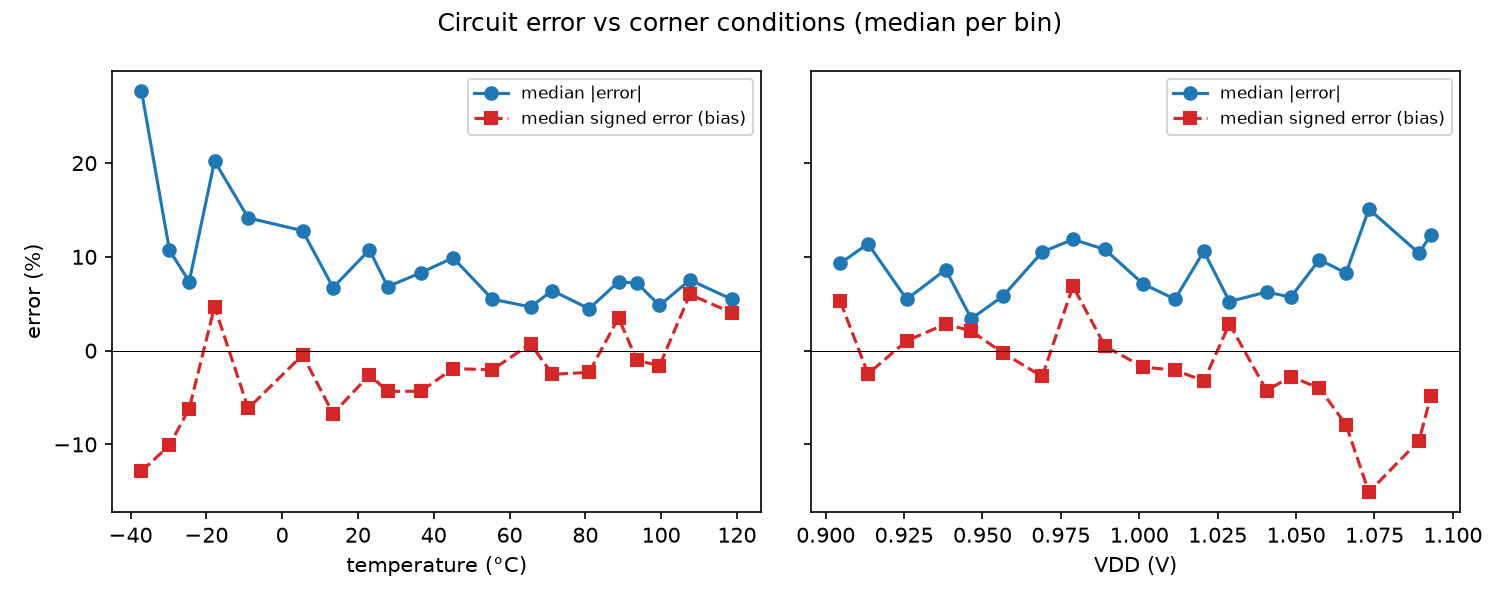 Circuit error vs corner conditions (median per bin)
median |error|
median signed error (bias)
median |error|
median signed error (bias)
error (%)
20
10
0
−10
−40 −20 0 20 40 60 80 100 120
0.900 0.925 0.950 0.975 1.000 1.025 1.050 1.075 1.100
temperature (°C)
VDD (V)